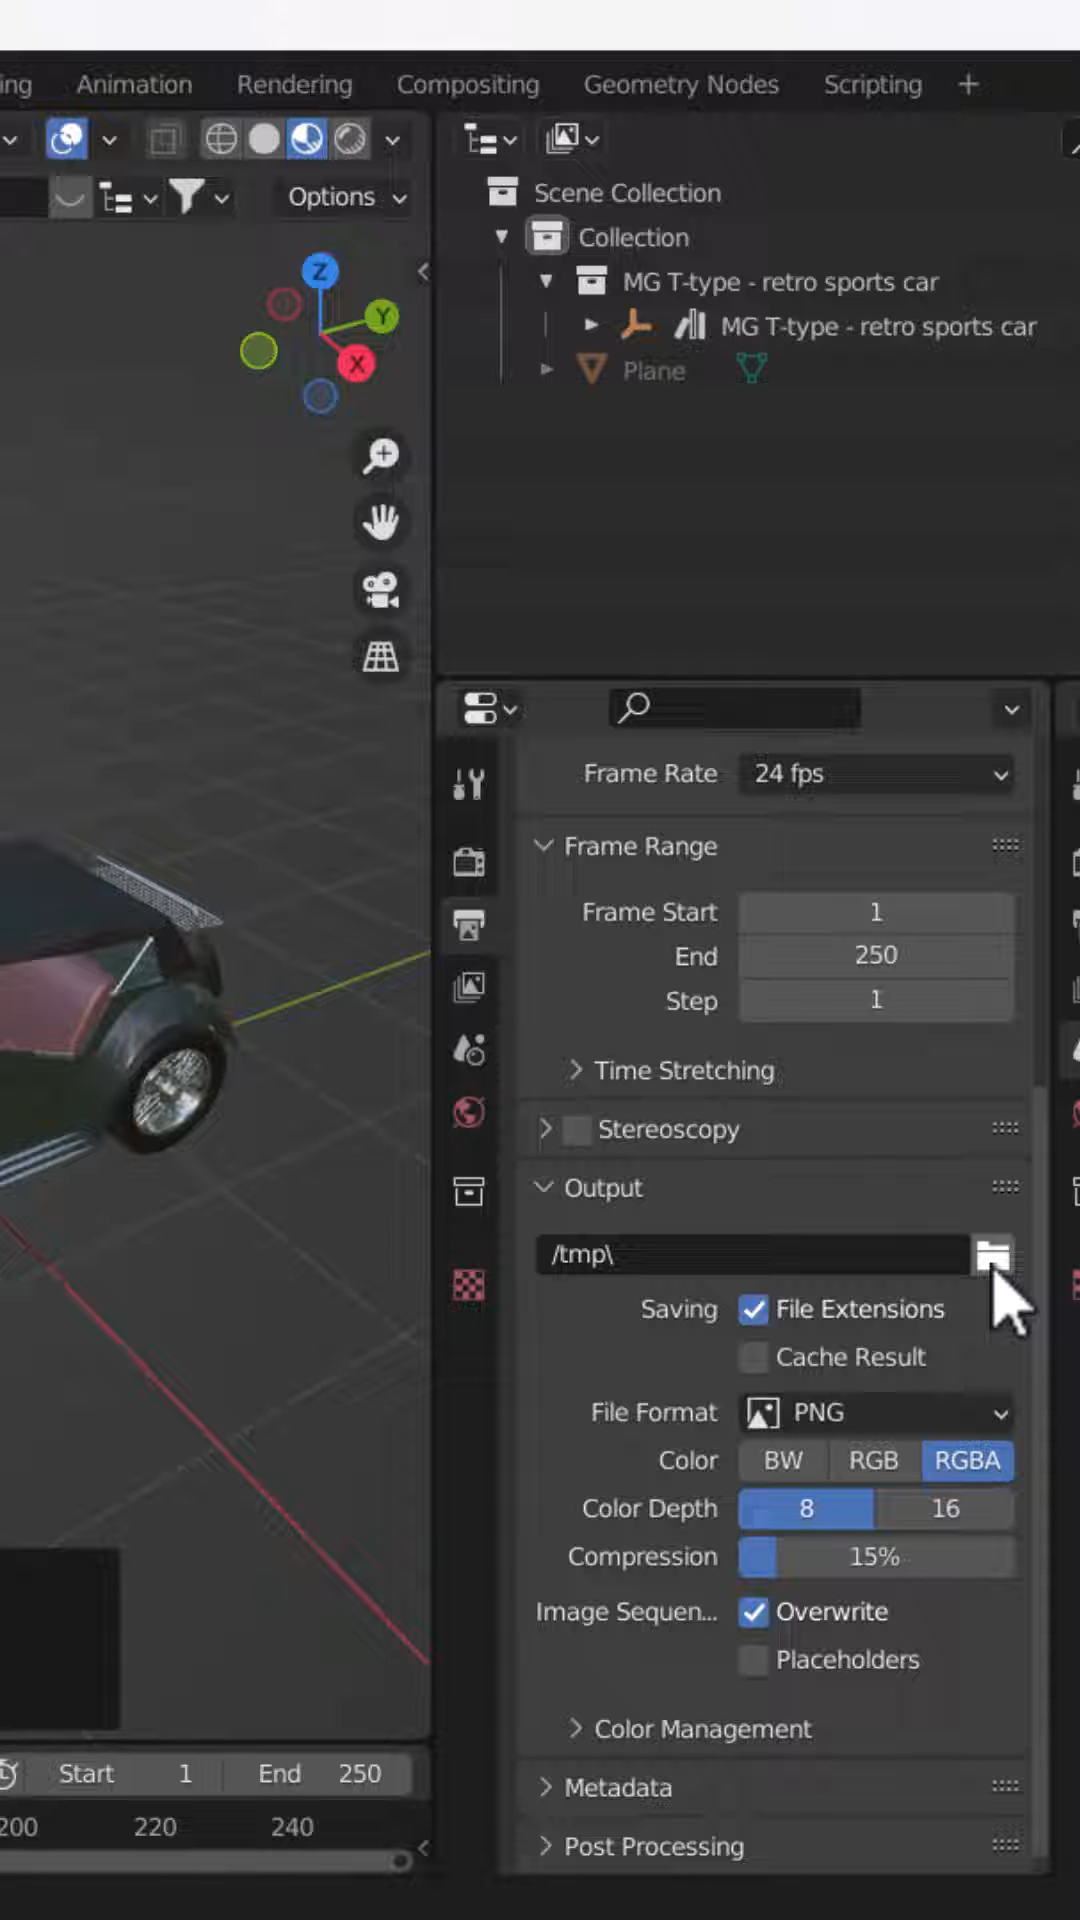 ing Animation Rendering Compositing Geometry Nodes Scripting +
Options
Scene Collection
Collection
MG T-type - retro sports car
MG T-type - retro sports car
Plane
Z
Y
X
Frame Rate 24 fps
Frame Range
Frame Start 1
End 250
Step 1
Time Stretching
Stereoscopy
Output
/tmp\
Saving File Extensions
Cache Result
File Format PNG
Color BW RGB RGBA
Color Depth 8 16
Compression 15%
Image Sequen... Overwrite
Placeholders
Color Management
Metadata
Post Processing
Start 1 End 250
200 220 240